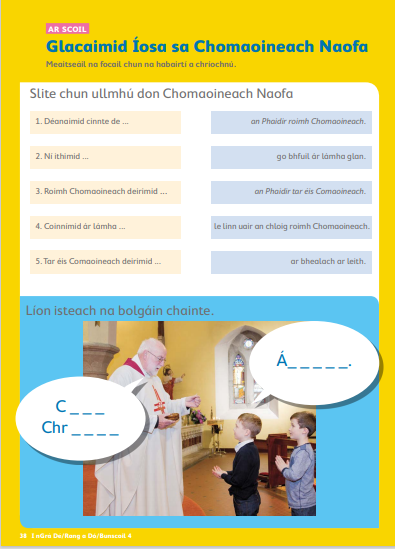 AR SCOIL
Glacaimid Íosa sa Chomaoineach Naofa
Meaitseáil na focail chun na habairtí a chríochnú.
Slite chun ullmhú don Chomaoineach Naofa
1. Déanaimid cinnte de ...
an Phaidir roimh Chomaoineach.
2. Ní ithimid ...
go bhfuil ár lámha glan.
3. Roimh Chomaoineach deirimid ...
an Phaidir tar éis Comaoineach.
4. Coinnímid ár lámha ...
le linn uair an chloig roimh Chomaoineach.
5. Tar éis Comaoineach deirimid ...
ar bhealach ar leith.
Líon isteach na bolgáin chainte.
Á_ _ _ _ _.
C _ _ _
Chr _ _ _ _
38 I nGrá Dé/Rang a Dó/Bunscoil 4